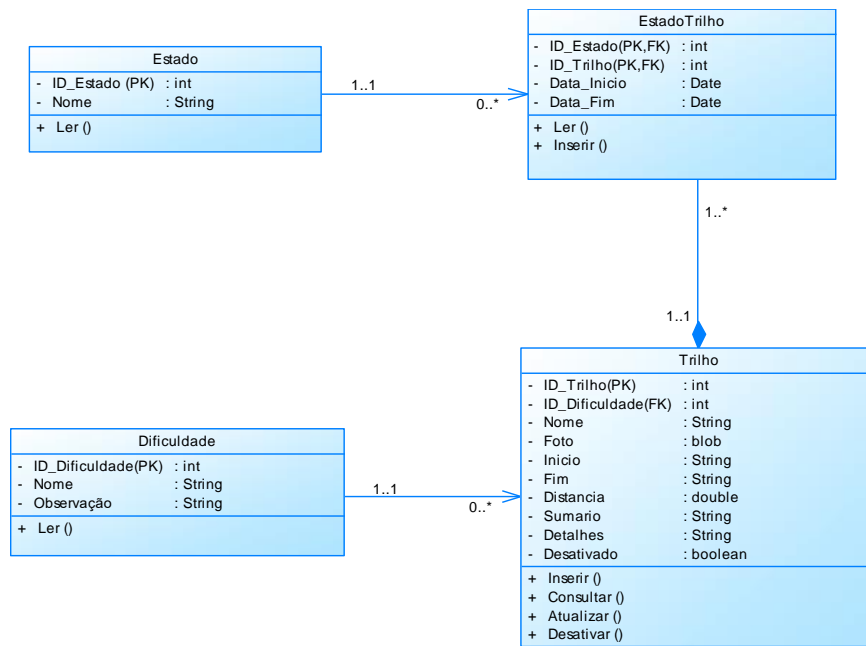 Estado
- ID_Estado (PK) : int
- Nome : String
+ Ler ()
1..1
0..*
EstadoTrilho
- ID_Estado(PK,FK) : int
- ID_Trilho(PK,FK) : int
- Data_Inicio : Date
- Data_Fim : Date
+ Ler ()
+ Inserir ()
1..*
1..1
Dificuldade
- ID_Dificuldade(PK) : int
- Nome : String
- Observação : String
+ Ler ()
1..1
0..*
Trilho
- ID_Trilho(PK) : int
- ID_Dificuldade(FK) : int
- Nome : String
- Foto : blob
- Inicio : String
- Fim : String
- Distancia : double
- Sumario : String
- Detalhes : String
- Desativado : boolean
+ Inserir ()
+ Consultar ()
+ Atualizar ()
+ Desativar ()